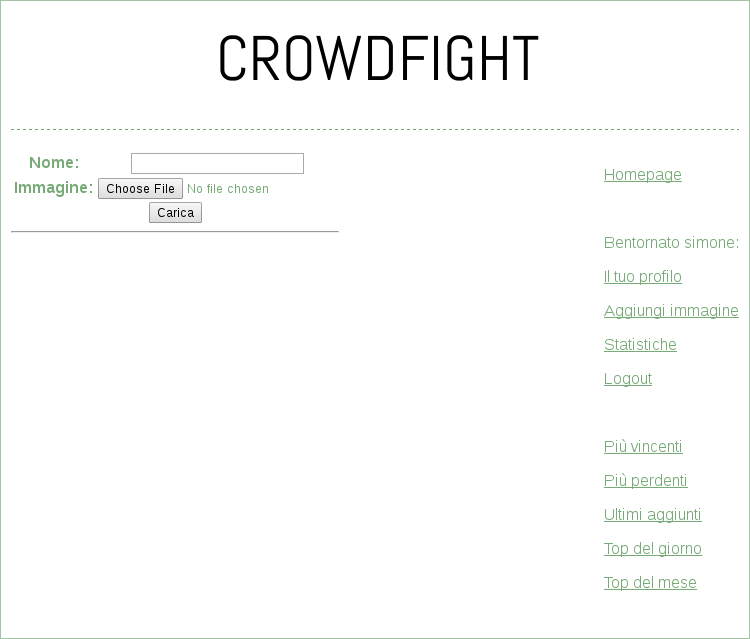 CROWDFIGHT
Nome:
Immagine: Choose File No file chosen
Carica
Homepage
Bentornato simone:
Il tuo profilo
Aggiungi immagine
Statistiche
Logout
Più vincenti
Più perdenti
Ultimi aggiunti
Top del giorno
Top del mese